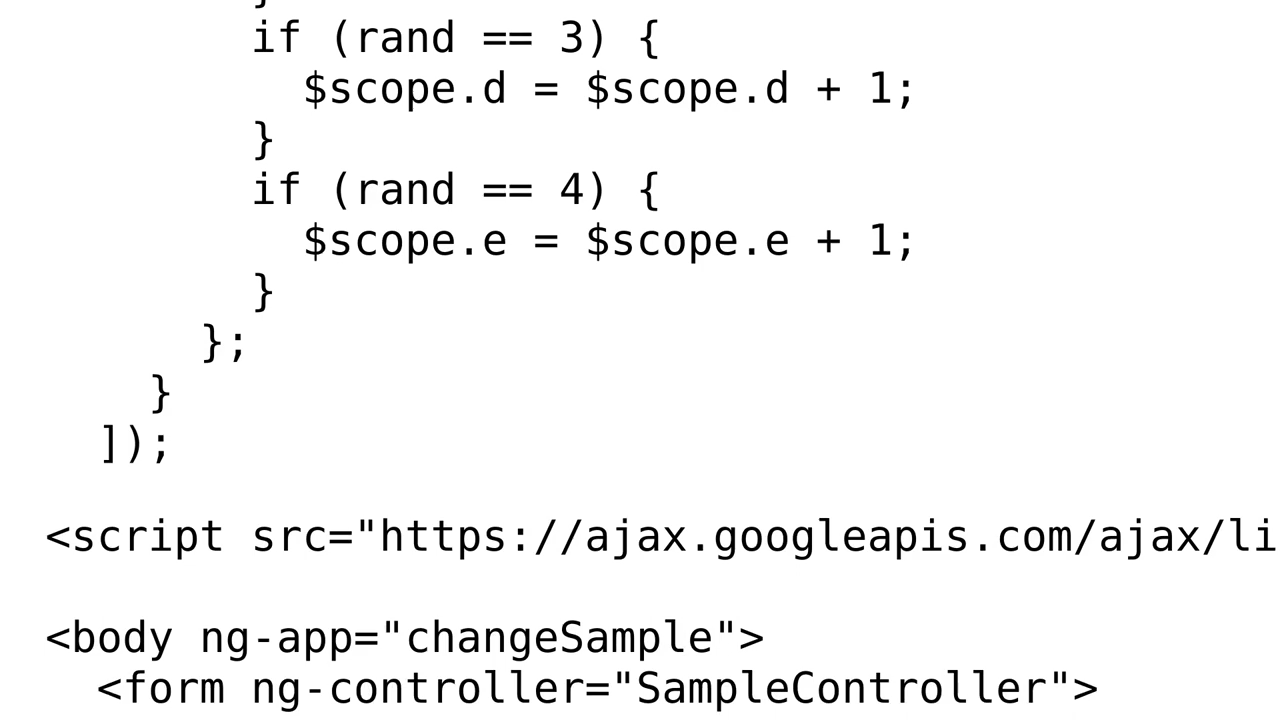 }
if (rand == 3) {
$scope.d = $scope.d + 1;
}
if (rand == 4) {
$scope.e = $scope.e + 1;
}
};
}
]);
<script src="https://ajax.googleapis.com/ajax/li
<body ng-app="changeSample">
<form ng-controller="SampleController">